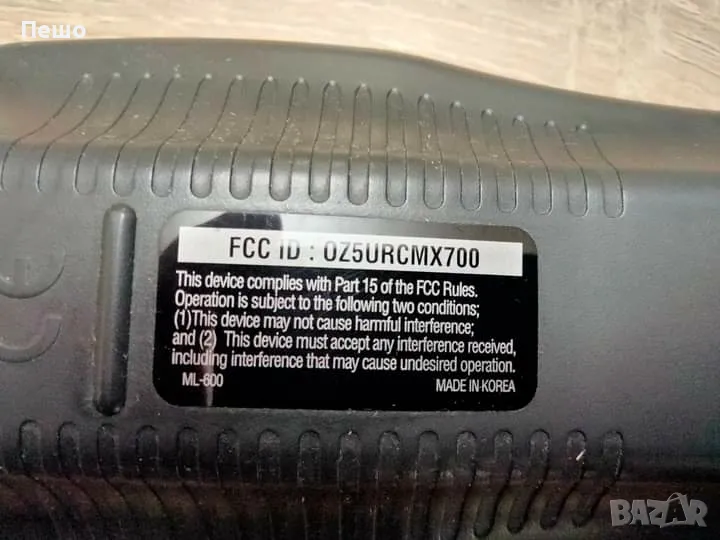 Пешо
FCC ID : OZ5URCMX700
This device complies with Part 15 of the FCC Rules.
Operation is subject to the following two conditions;
(1)This device may not cause harmful interference;
and (2) This device must accept any interference received,
including interference that may cause undesired operation.
ML-600 MADE IN KOREA
BAZAR